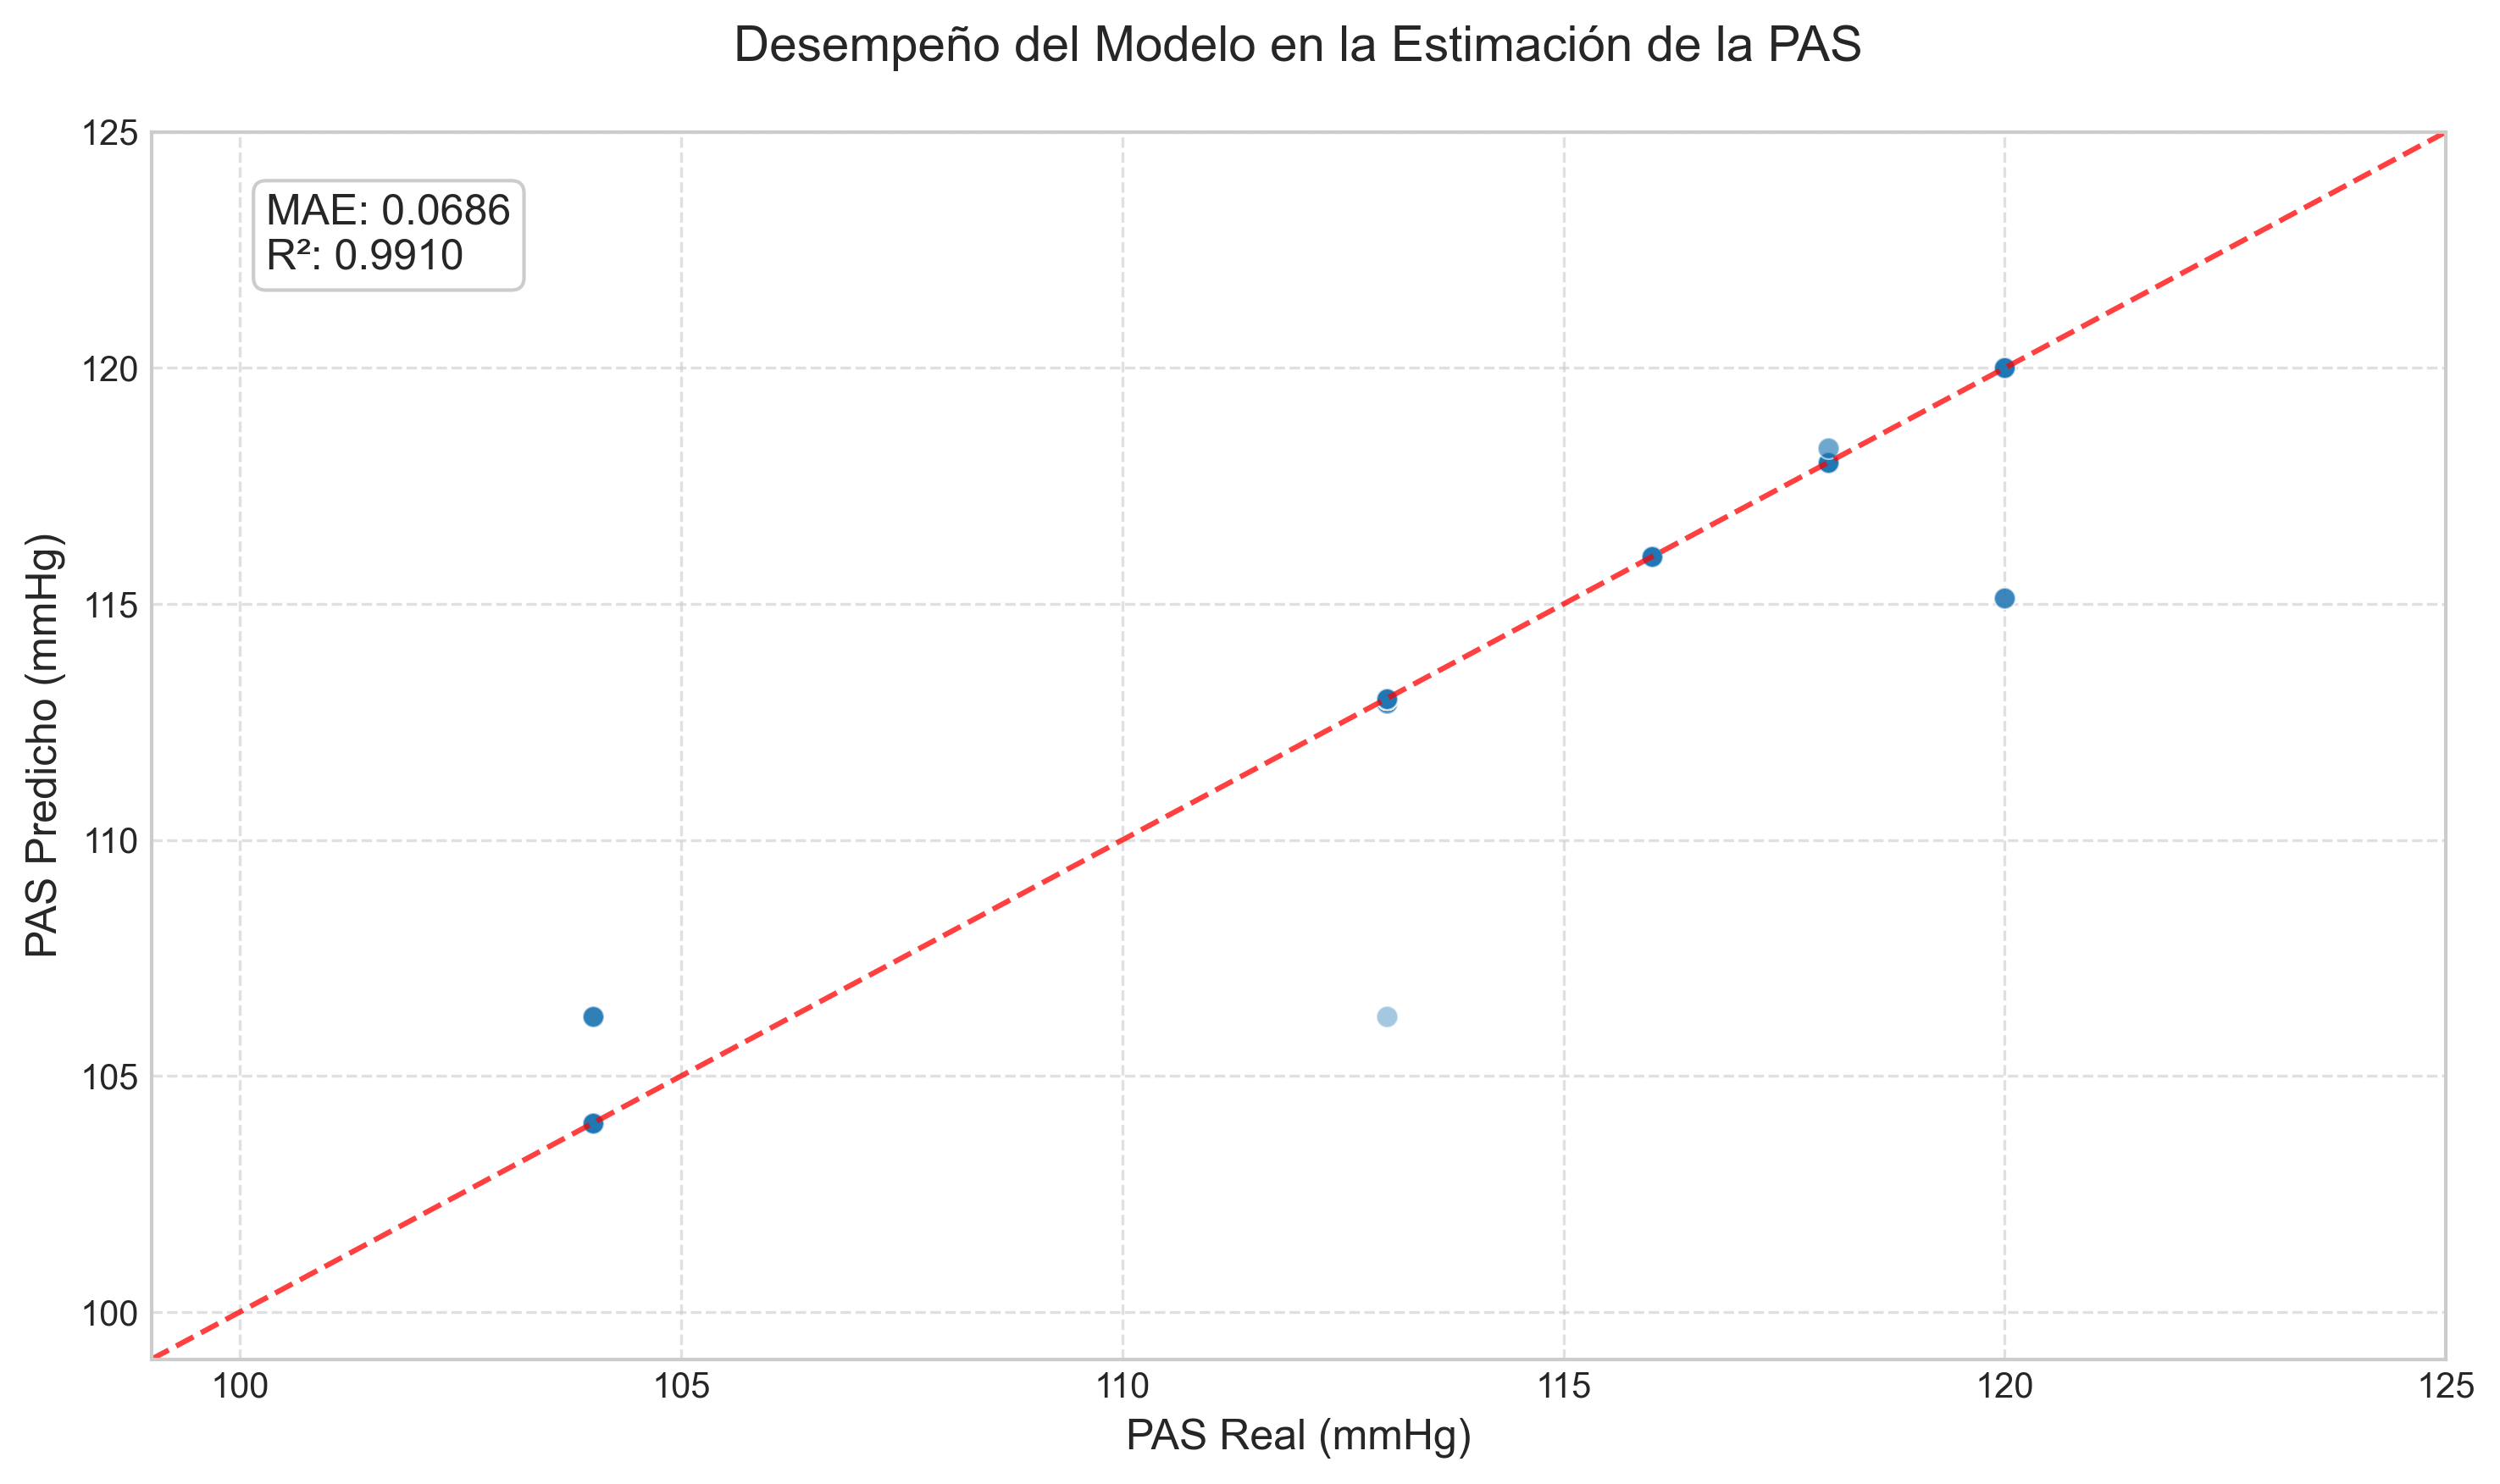 Desempeño del Modelo en la Estimación de la PAS
MAE: 0.0686
R²: 0.9910
PAS Predicho (mmHg)
125
120
115
110
105
100
100
105
110
115
120
125
PAS Real (mmHg)